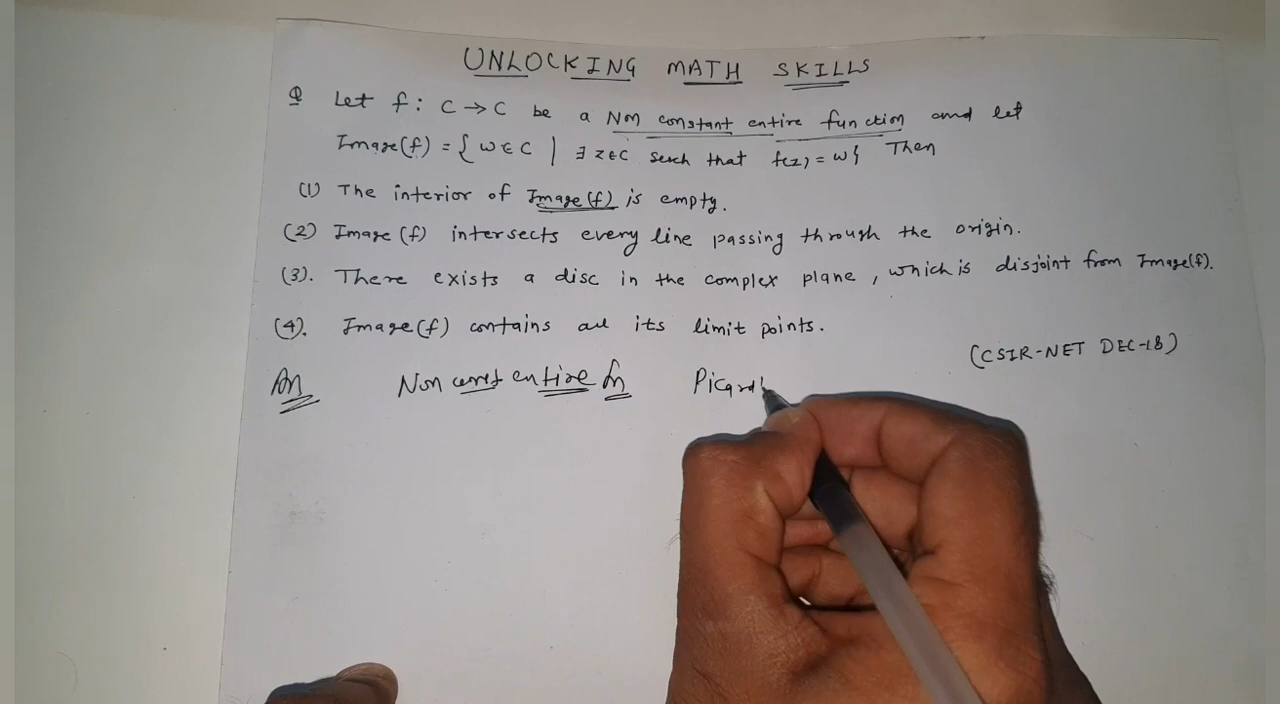 UNLOCKING MATH SKILLS
Q Let f: C → C be a Non constant entire function and let
Image(f) = { w ∈ C | ∃ z ∈ C such that f(z) = w} Then
(1) The interior of Image(f) is empty.
(2) Image (f) intersects every line passing through the origin.
(3). There exists a disc in the complex plane, which is disjoint from Image(f).
(4). Image(f) contains all its limit points.
(CSIR-NET DEC-18)
An Non const entire fn Picard'